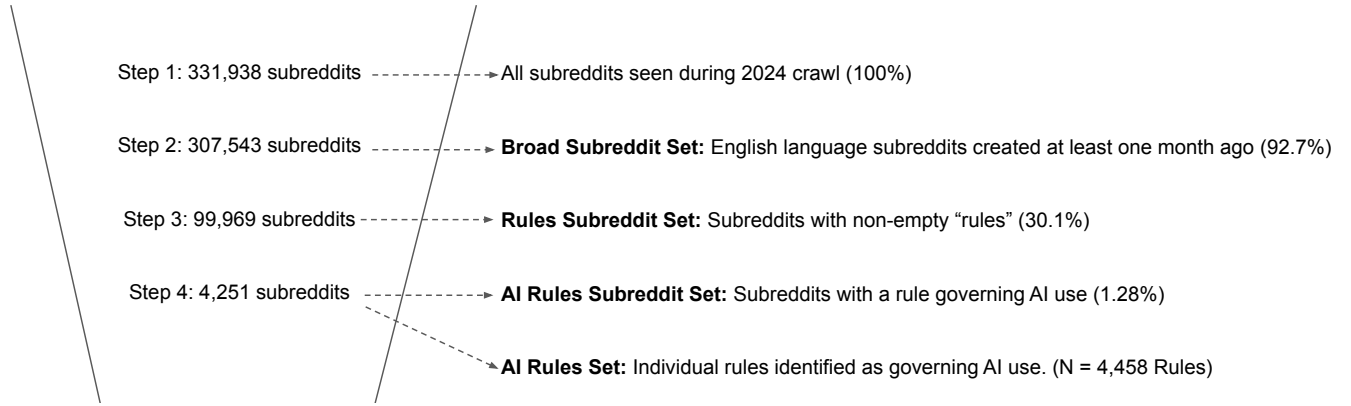 Step 1: 331,938 subreddits All subreddits seen during 2024 crawl (100%)
Step 2: 307,543 subreddits Broad Subreddit Set: English language subreddits created at least one month ago (92.7%)
Step 3: 99,969 subreddits Rules Subreddit Set: Subreddits with non-empty “rules” (30.1%)
Step 4: 4,251 subreddits AI Rules Subreddit Set: Subreddits with a rule governing AI use (1.28%)
AI Rules Set: Individual rules identified as governing AI use. (N = 4,458 Rules)